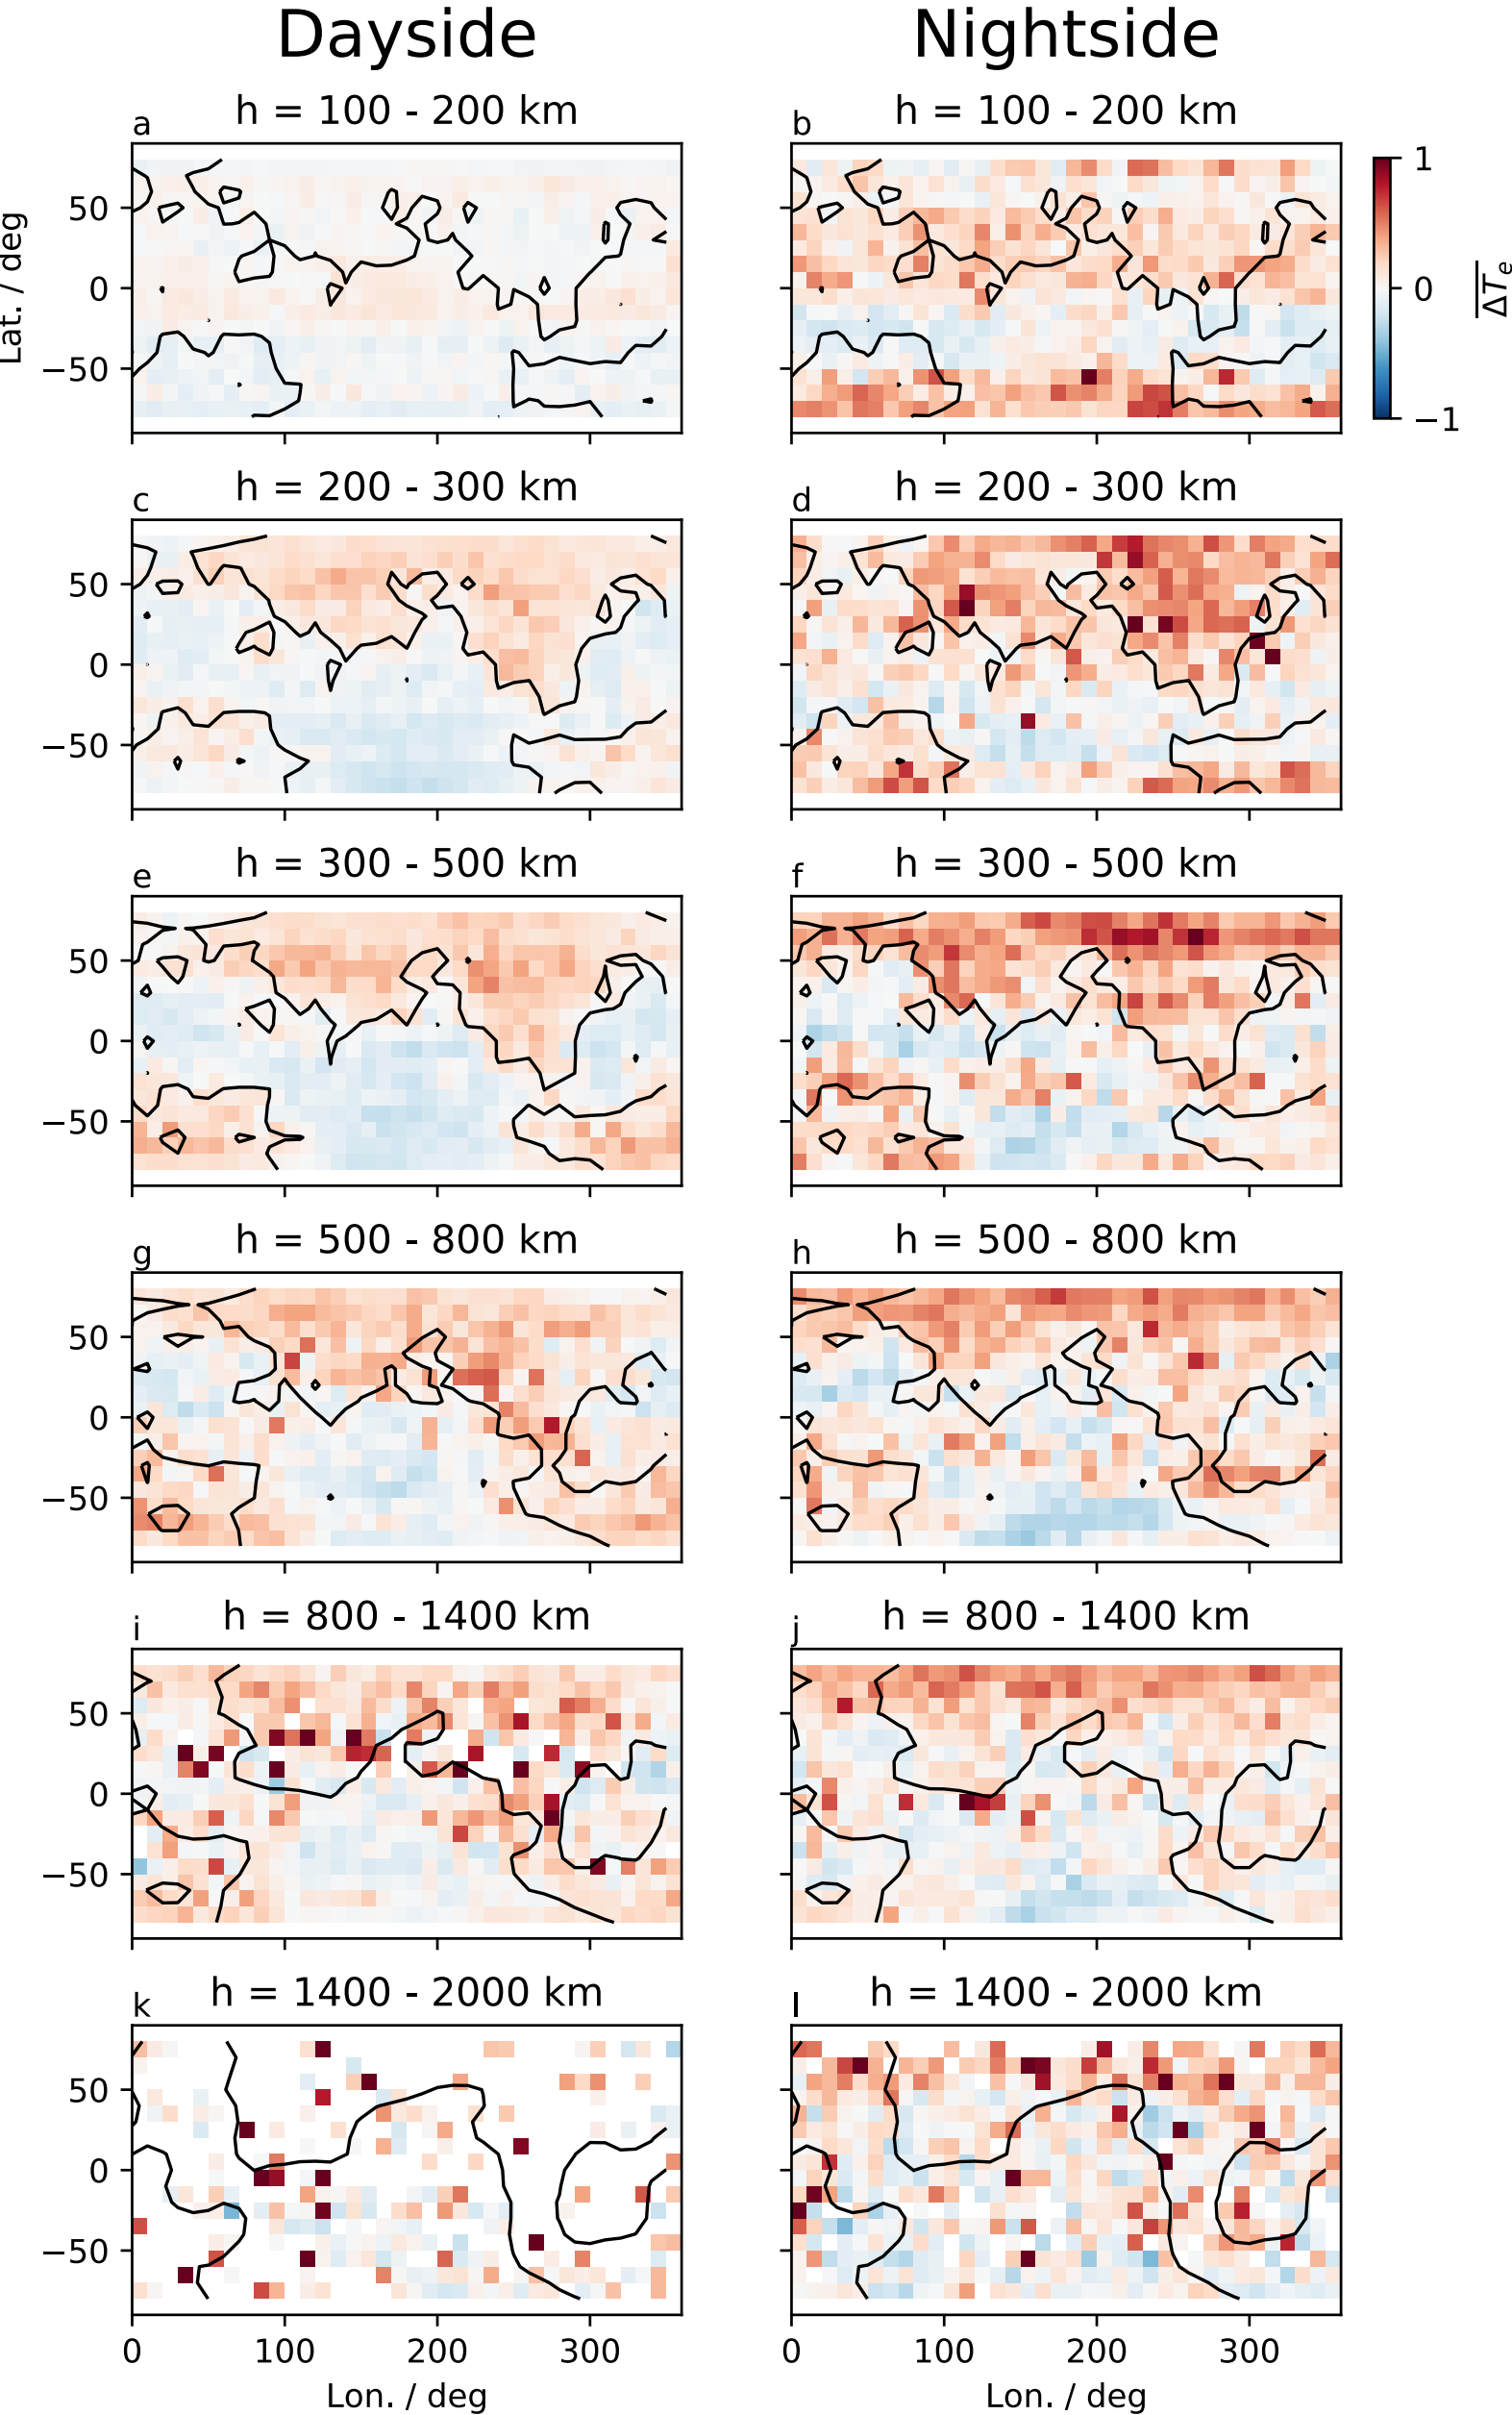 Dayside
Nightside
a
h = 100 - 200 km
b
h = 100 - 200 km
Lat. / deg
50
0
−50
1
0
−1
ΔTₑ
c
h = 200 - 300 km
d
h = 200 - 300 km
50
0
−50
e
h = 300 - 500 km
f
h = 300 - 500 km
50
0
−50
g
h = 500 - 800 km
h
h = 500 - 800 km
50
0
−50
i
h = 800 - 1400 km
j
h = 800 - 1400 km
50
0
−50
k
h = 1400 - 2000 km
l
h = 1400 - 2000 km
50
0
−50
0 100 200 300
0 100 200 300
Lon. / deg
Lon. / deg